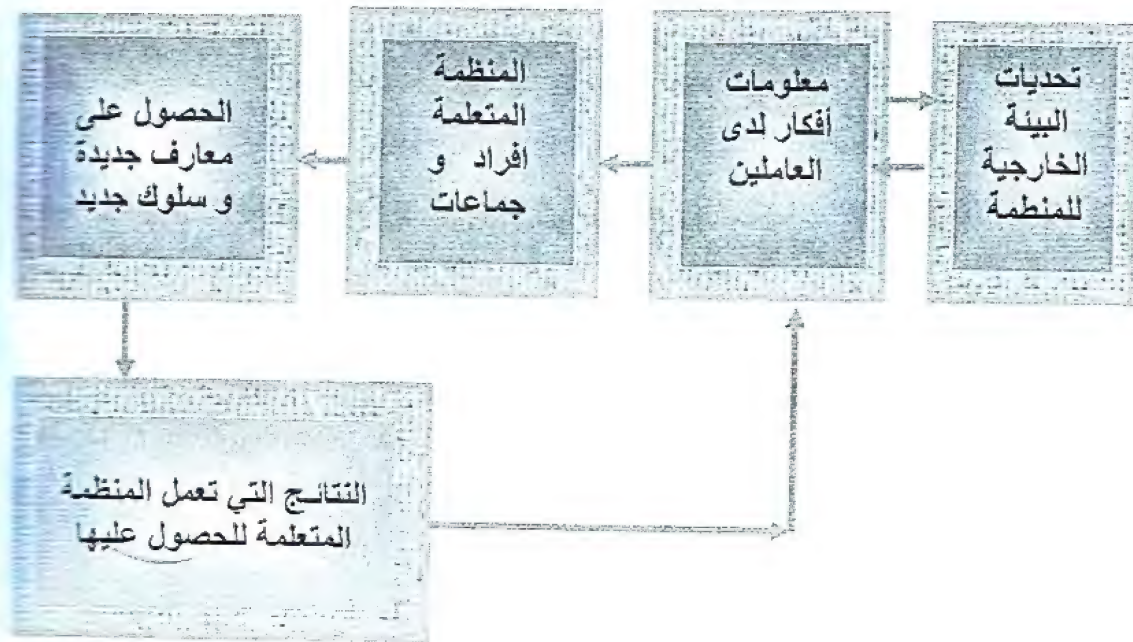 تحديات
البيئة
الخارجية
للمنطمة
معلومات
أفكار لدى
العاملين
المنظمة
المتعلمة
افراد و
جماعات
الحصول على
معارف جديدة
و سلوك جديد
النتائج التي تعمل المنظمة
المتعلمة للحصول عليها